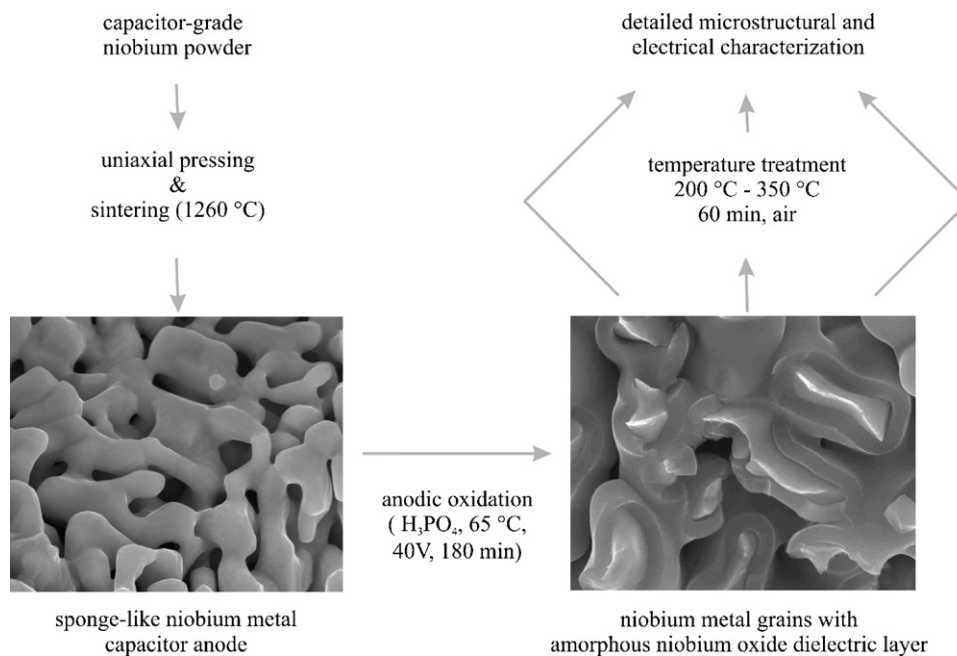 capacitor-grade
niobium powder
uniaxial pressing
&
sintering (1260 °C)
sponge-like niobium metal
capacitor anode
anodic oxidation
( H₃PO₄, 65 °C,
40V, 180 min)
niobium metal grains with
amorphous niobium oxide dielectric layer
temperature treatment
200 °C - 350 °C
60 min, air
detailed microstructural and
electrical characterization